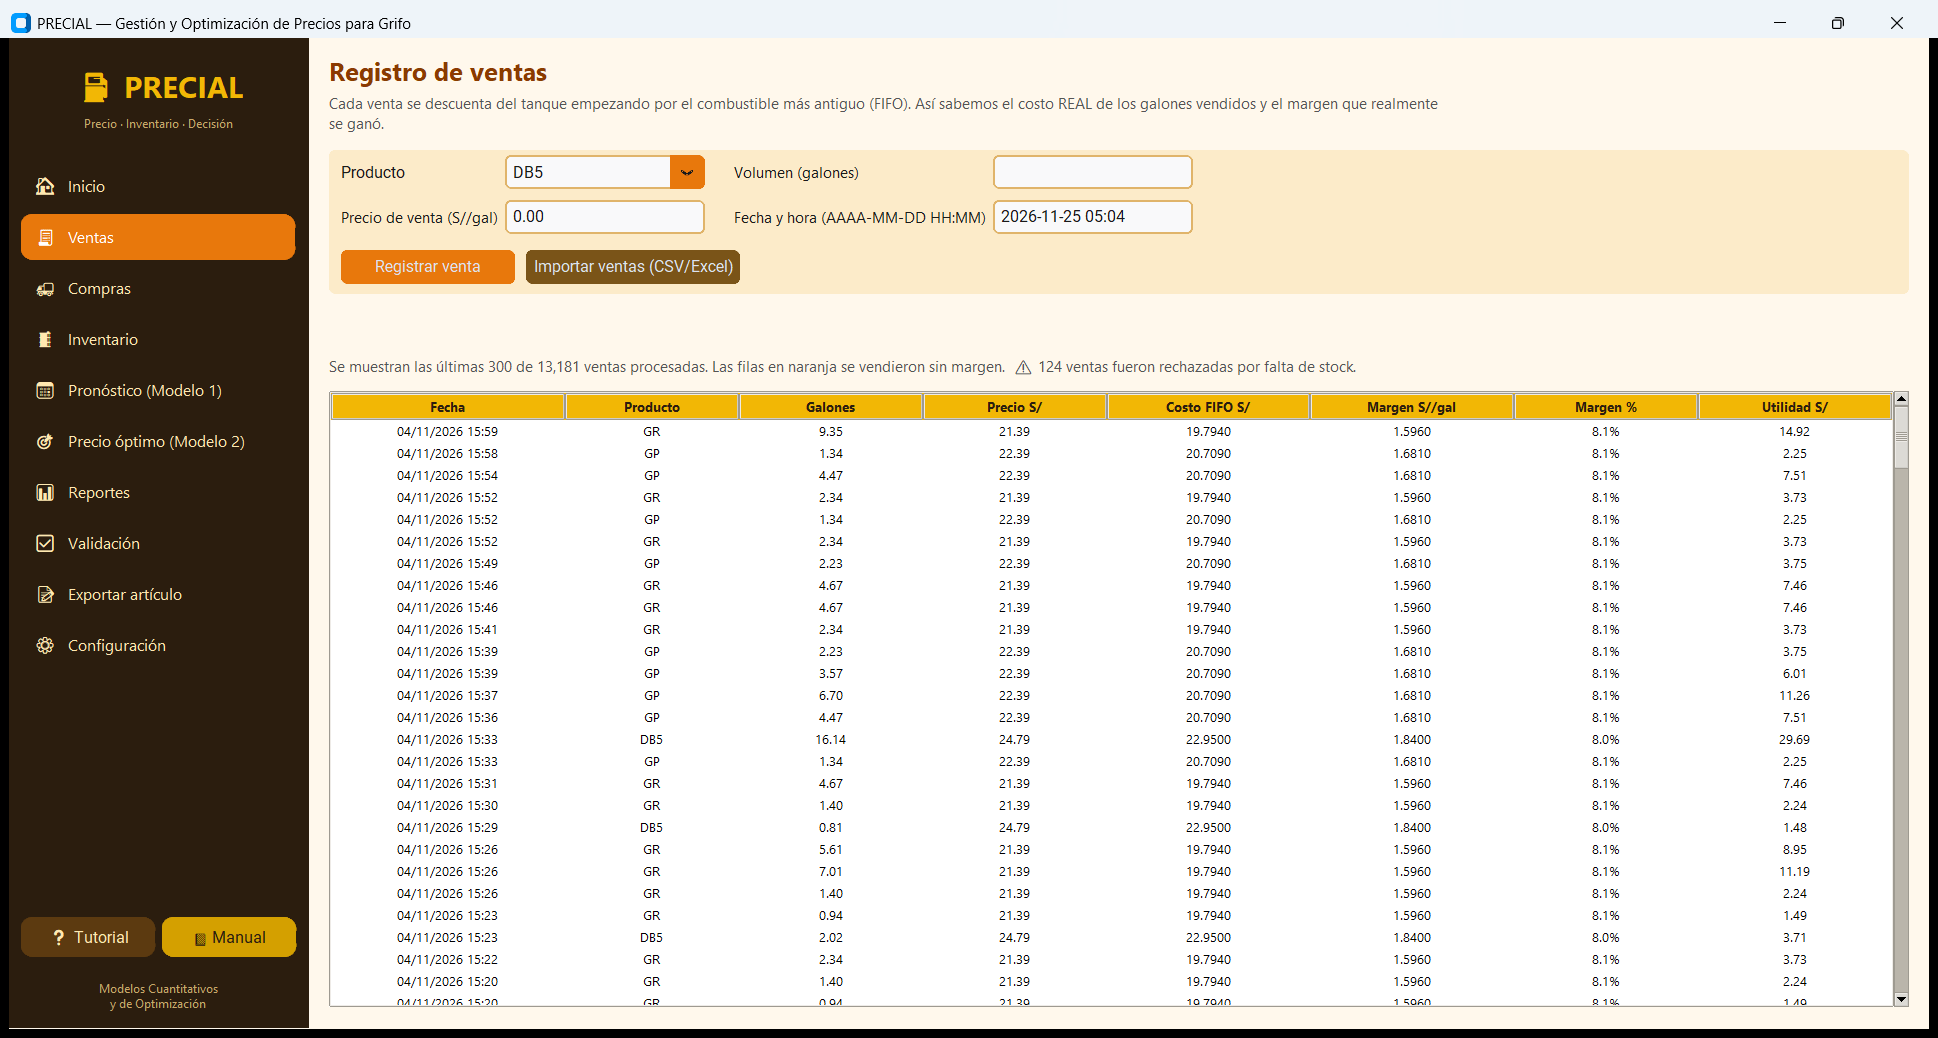 PRECIAL — Gestión y Optimización de Precios para Grifo
PRECIAL
Precio · Inventario · Decisión
Inicio
Ventas
Compras
Inventario
Pronóstico (Modelo 1)
Precio óptimo (Modelo 2)
Reportes
Validación
Exportar artículo
Configuración
? Tutorial
Manual
Modelos Cuantitativos
y de Optimización
Registro de ventas
Cada venta se descuenta del tanque empezando por el combustible más antiguo (FIFO). Así sabemos el costo REAL de los galones vendidos y el margen que realmente
se ganó.
Producto DB5 Volumen (galones)
Precio de venta (S//gal) 0.00 Fecha y hora (AAAA-MM-DD HH:MM) 2026-11-25 05:04
Registrar venta Importar ventas (CSV/Excel)
Se muestran las últimas 300 de 13,181 ventas procesadas. Las filas en naranja se vendieron sin margen. ⚠ 124 ventas fueron rechazadas por falta de stock.
Fecha Producto Galones Precio S/ Costo FIFO S/ Margen S//gal Margen % Utilidad S/
04/11/2026 15:59 GR 9.35 21.39 19.7940 1.5960 8.1% 14.92
04/11/2026 15:58 GP 1.34 22.39 20.7090 1.6810 8.1% 2.25
04/11/2026 15:54 GP 4.47 22.39 20.7090 1.6810 8.1% 7.51
04/11/2026 15:52 GR 2.34 21.39 19.7940 1.5960 8.1% 3.73
04/11/2026 15:52 GP 1.34 22.39 20.7090 1.6810 8.1% 2.25
04/11/2026 15:52 GR 2.34 21.39 19.7940 1.5960 8.1% 3.73
04/11/2026 15:49 GP 2.23 22.39 20.7090 1.6810 8.1% 3.75
04/11/2026 15:46 GR 4.67 21.39 19.7940 1.5960 8.1% 7.46
04/11/2026 15:46 GR 4.67 21.39 19.7940 1.5960 8.1% 7.46
04/11/2026 15:41 GR 2.34 21.39 19.7940 1.5960 8.1% 3.73
04/11/2026 15:39 GP 2.23 22.39 20.7090 1.6810 8.1% 3.75
04/11/2026 15:39 GP 3.57 22.39 20.7090 1.6810 8.1% 6.01
04/11/2026 15:37 GP 6.70 22.39 20.7090 1.6810 8.1% 11.26
04/11/2026 15:36 GP 4.47 22.39 20.7090 1.6810 8.1% 7.51
04/11/2026 15:33 DB5 16.14 24.79 22.9500 1.8400 8.0% 29.69
04/11/2026 15:33 GP 1.34 22.39 20.7090 1.6810 8.1% 2.25
04/11/2026 15:31 GR 4.67 21.39 19.7940 1.5960 8.1% 7.46
04/11/2026 15:30 GR 1.40 21.39 19.7940 1.5960 8.1% 2.24
04/11/2026 15:29 DB5 0.81 24.79 22.9500 1.8400 8.0% 1.48
04/11/2026 15:26 GR 5.61 21.39 19.7940 1.5960 8.1% 8.95
04/11/2026 15:26 GR 7.01 21.39 19.7940 1.5960 8.1% 11.19
04/11/2026 15:26 GR 1.40 21.39 19.7940 1.5960 8.1% 2.24
04/11/2026 15:23 GR 0.94 21.39 19.7940 1.5960 8.1% 1.49
04/11/2026 15:23 DB5 2.02 24.79 22.9500 1.8400 8.0% 3.71
04/11/2026 15:22 GR 2.34 21.39 19.7940 1.5960 8.1% 3.73
04/11/2026 15:20 GR 1.40 21.39 19.7940 1.5960 8.1% 2.24
04/11/2026 15:20 GR 0.94 21.39 19.7940 1.5960 8.1% 1.49